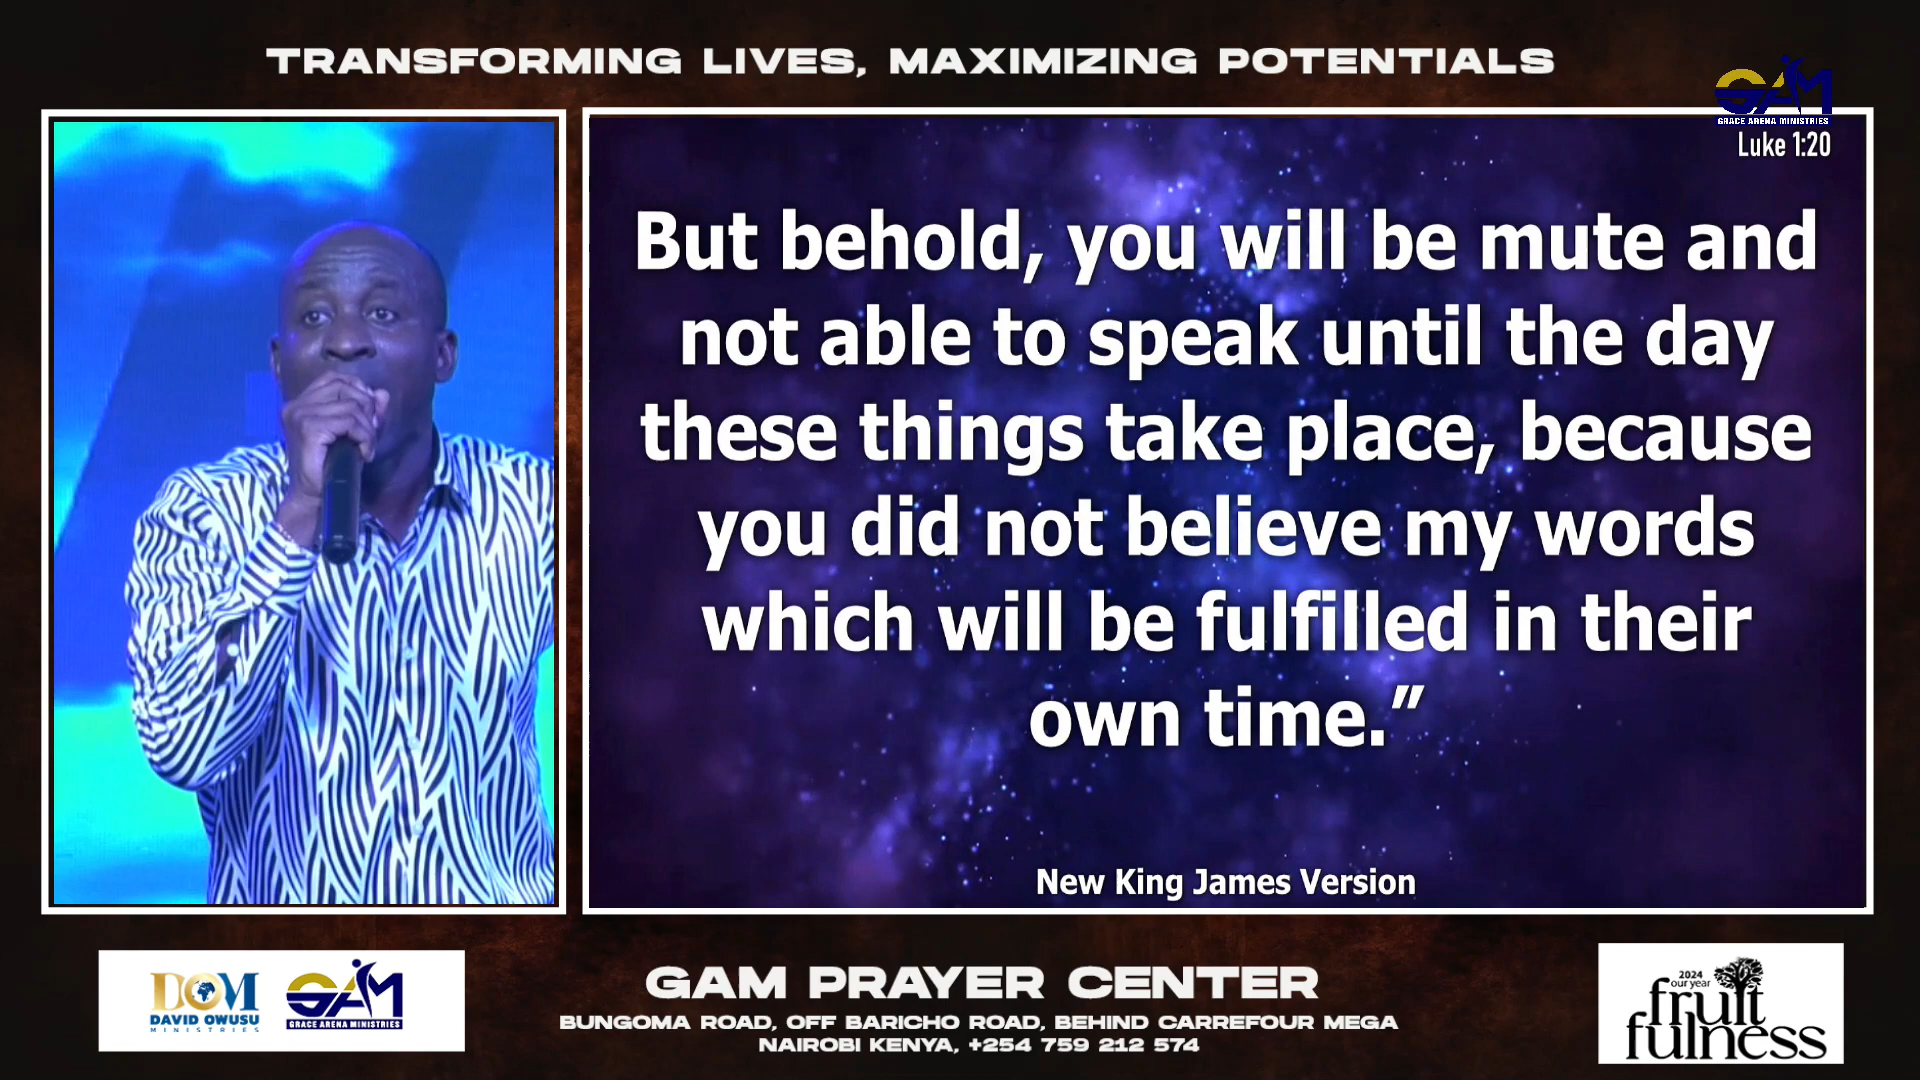 TRANSFORMING LIVES, MAXIMIZING POTENTIALS
GAM
GRACE ARENA MINISTRIES
Luke 1:20
But behold, you will be mute and
not able to speak until the day
these things take place, because
you did not believe my words
which will be fulfilled in their
own time.”
New King James Version
DOM
DAVID OWUSU
MINISTRIES
GAM
GRACE ARENA MINISTRIES
GAM PRAYER CENTER
BUNGOMA ROAD, OFF BARICHO ROAD, BEHIND CARREFOUR MEGA
NAIROBI KENYA, +254 759 212 574
2024
our year
fruit
fulness